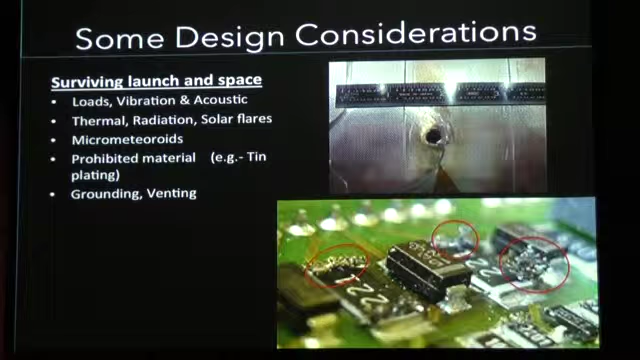 Some Design Considerations
Surviving launch and space
• Loads, Vibration & Acoustic
• Thermal, Radiation, Solar flares
• Micrometeoroids
• Prohibited material (e.g.- Tin
plating)
• Grounding, Venting